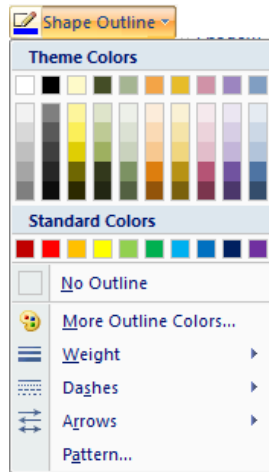 Shape Outline
Theme Colors
Standard Colors
No Outline
More Outline Colors...
Weight
Dashes
Arrows
Pattern...